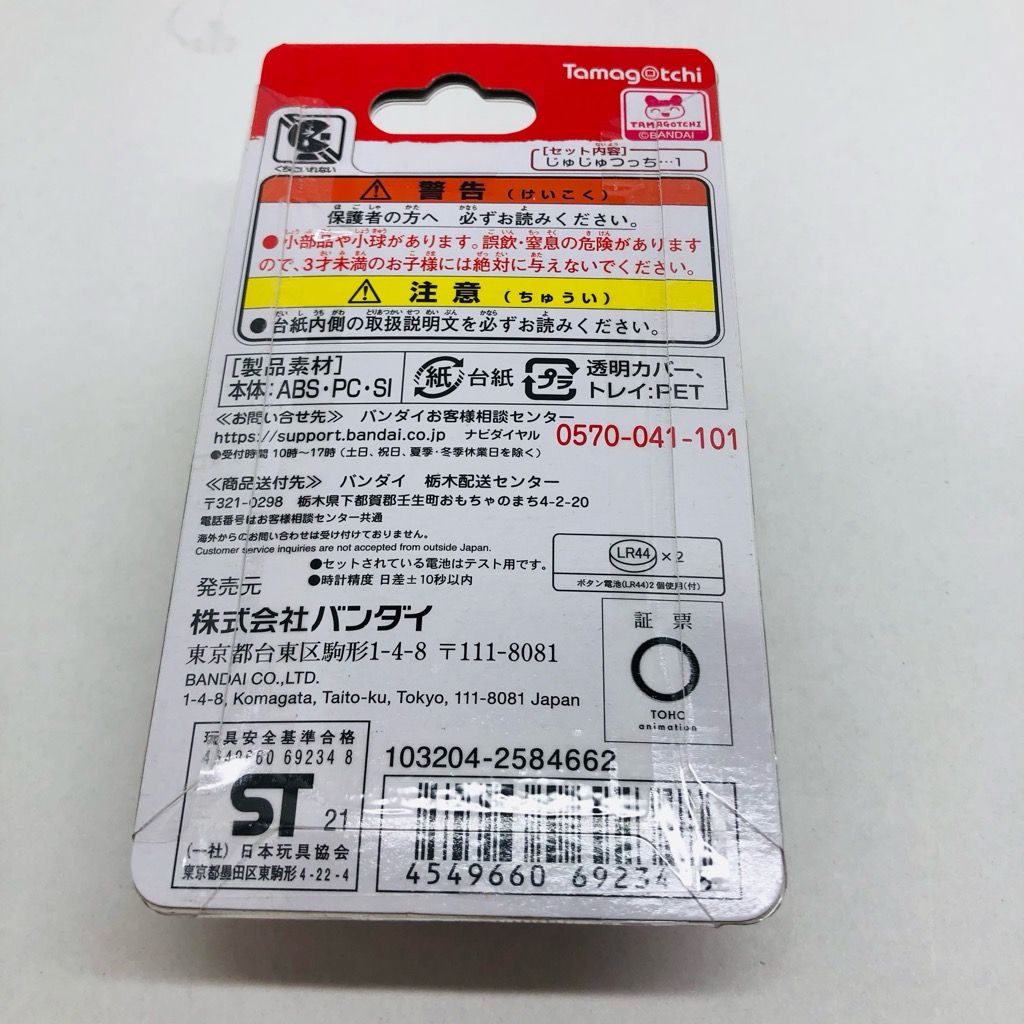 Tamagotchi
TAMAGOTCHI
©BANDAI
くちにいれない
[セット内容]
じゅじゅつっち…1
警告(けいこく)
保護者の方へ 必ずお読みください。
●小部品や小球があります。誤飲・窒息の危険があります
ので、3才未満のお子様には絶対に与えないでください。
注意(ちゅうい)
●台紙内側の取扱説明文を必ずお読みください。
[製品素材]
本体:ABS・PC・SI
紙 台紙
プラ 透明カバー、
トレイ:PET
≪お問い合せ先≫ バンダイお客様相談センター
https://support.bandai.co.jp ナビダイヤル 0570-041-101
●受付時間 10時〜17時(土日、祝日、夏季・冬季休業日を除く)
≪商品送付先≫ バンダイ 栃木配送センター
〒321-0298 栃木県下都賀郡壬生町おもちゃのまち4-2-20
電話番号はお客様相談センター共通
海外からのお問い合わせは受け付けておりません。
Customer service inquiries are not accepted from outside Japan.
●セットされている電池はテスト用です。
●時計精度 日差±10秒以内
LR44×2
ボタン電池(LR44)2個使用(付)
発売元
株式会社バンダイ
東京都台東区駒形1-4-8 〒111-8081
BANDAI CO.,LTD.
1-4-8, Komagata, Taito-ku, Tokyo, 111-8081 Japan
証票
TOHO
animation
玩具安全基準合格
4549660 69234 8
ST 21
(一社)日本玩具協会
東京都墨田区東駒形4-22-4
103204-2584662
4549660 69234